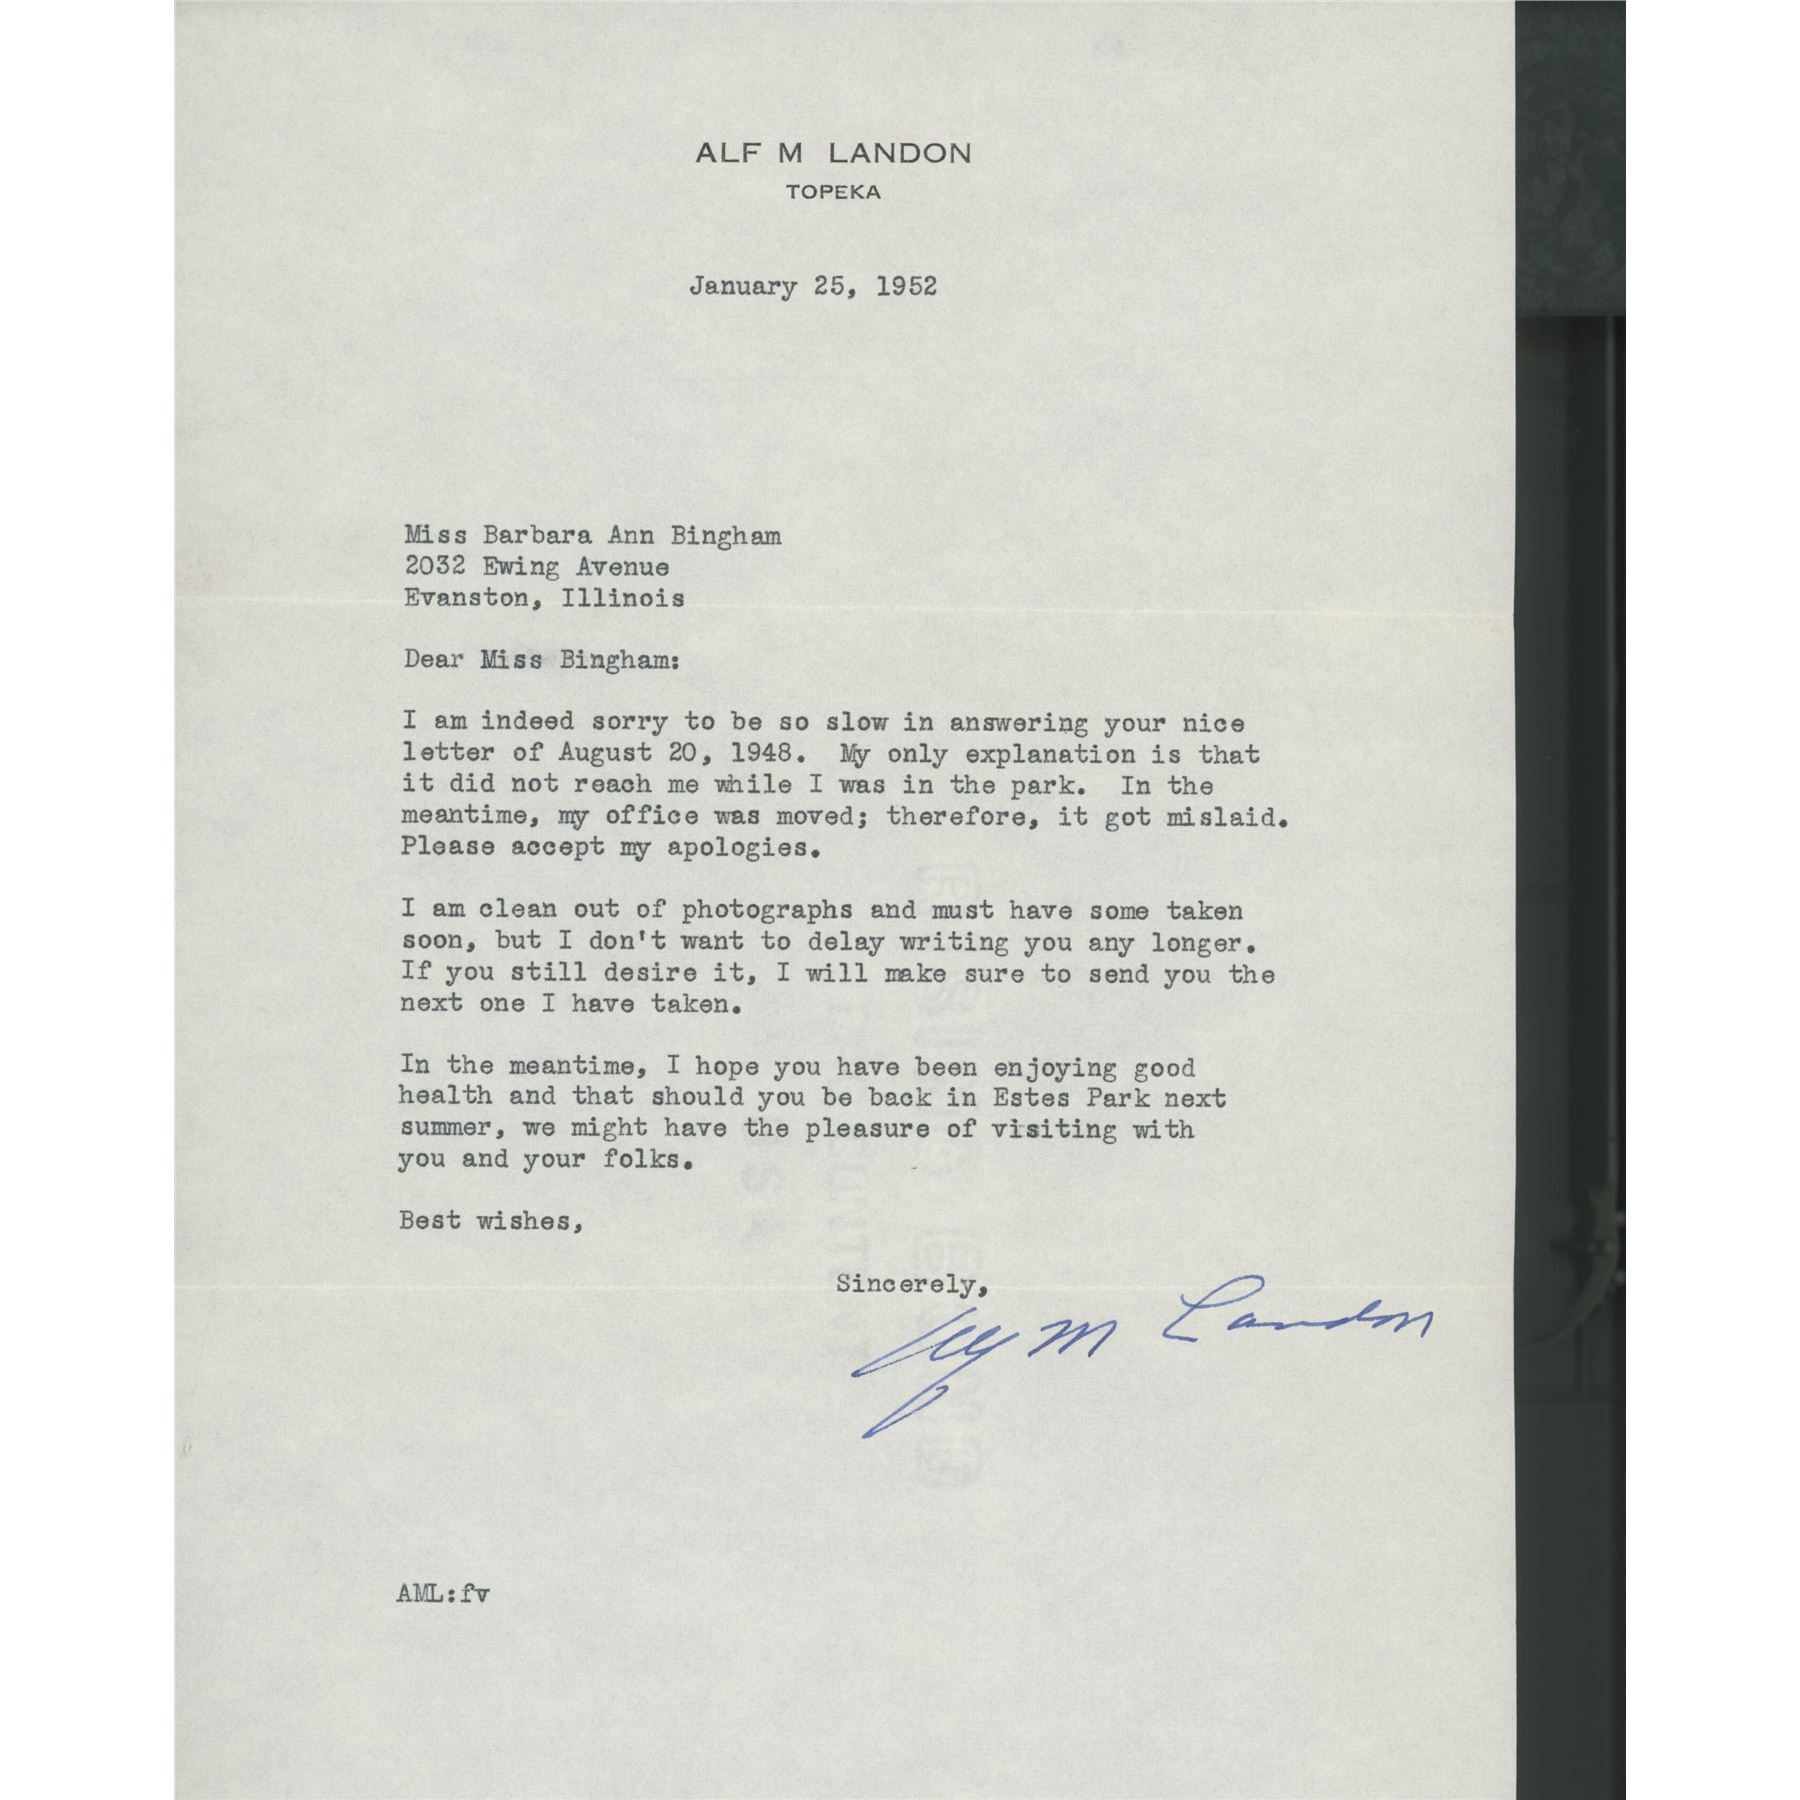 ALF M LANDON
TOPEKA
January 25, 1952
Miss Barbara Ann Bingham
2032 Ewing Avenue
Evanston, Illinois
Dear Miss Bingham:
I am indeed sorry to be so slow in answering your nice
letter of August 20, 1948. My only explanation is that
it did not reach me while I was in the park. In the
meantime, my office was moved; therefore, it got mislaid.
Please accept my apologies.
I am clean out of photographs and must have some taken
soon, but I don't want to delay writing you any longer.
If you still desire it, I will make sure to send you the
next one I have taken.
In the meantime, I hope you have been enjoying good
health and that should you be back in Estes Park next
summer, we might have the pleasure of visiting with
you and your folks.
Best wishes,
Sincerely,
Alf M Landon
AML:fv